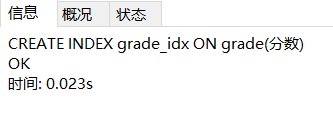 信息 概况 状态
CREATE INDEX grade_idx ON grade(分数)
OK
时间: 0.023s